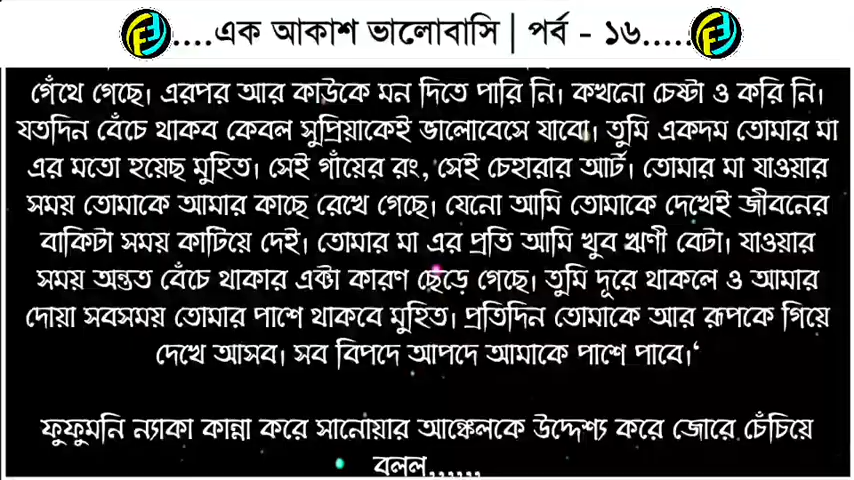 ....এক আকাশ ভালোবাসি | পর্ব - ১৬.....
গেঁথে গেছে। এরপর আর কাউকে মন দিতে পারি নি। কখনো চেষ্টা ও করি নি।
যতদিন বেঁচে থাকব কেবল সুপ্রিয়াকেই ভালোবেসে যাবো। তুমি একদম তোমার মা
এর মতো হয়েছ মুহিত। সেই গাঁয়ের রং, সেই চেহারার আর্ট। তোমার মা যাওয়ার
সময় তোমাকে আমার কাছে রেখে গেছে। যেনো আমি তোমাকে দেখেই জীবনের
বাকিটা সময় কাটিয়ে দেই। তোমার মা এর প্রতি আমি খুব ঋণী বেটা। যাওয়ার
সময় অন্তত বেঁচে থাকার এক্টা কারণ ছেড়ে গেছে। তুমি দূরে থাকলে ও আমার
দোয়া সবসময় তোমার পাশে থাকবে মুহিত। প্রতিদিন তোমাকে আর রূপকে গিয়ে
দেখে আসব। সব বিপদে আপদে আমাকে পাশে পাবে।‘
ফুফুমনি ন্যাকা কান্না করে সানোয়ার আঙ্কেলকে উদ্দেশ্য করে জোরে চেঁচিয়ে
বলল,,,,,,